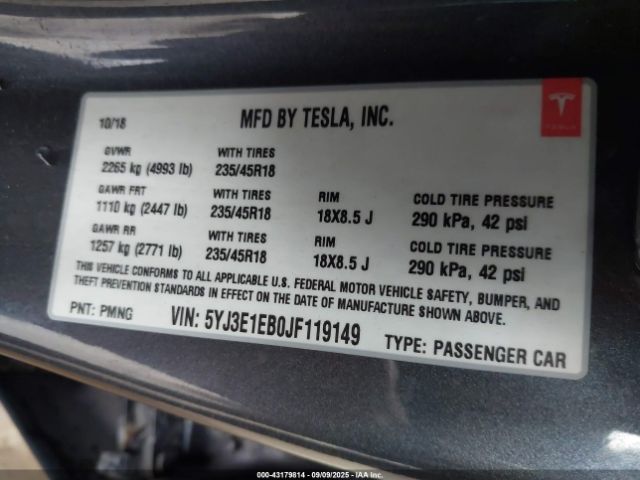 10/18 MFD BY TESLA, INC.
TESLA
GVWR WITH TIRES
2265 kg (4993 lb) 235/45R18
GAWR FRT WITH TIRES RIM COLD TIRE PRESSURE
1110 kg (2447 lb) 235/45R18 18X8.5 J 290 kPa, 42 psi
GAWR RR WITH TIRES RIM COLD TIRE PRESSURE
1257 kg (2771 lb) 235/45R18 18X8.5 J 290 kPa, 42 psi
THIS VEHICLE CONFORMS TO ALL APPLICABLE U.S. FEDERAL MOTOR VEHICLE SAFETY, BUMPER, AND
THEFT PREVENTION STANDARDS IN EFFECT ON THE DATE OF MANUFACTURE SHOWN ABOVE.
PNT: PMNG VIN: 5YJ3E1EB0JF119149 TYPE: PASSENGER CAR
000-43179814 - 09/09/2025 - IAAI.COM